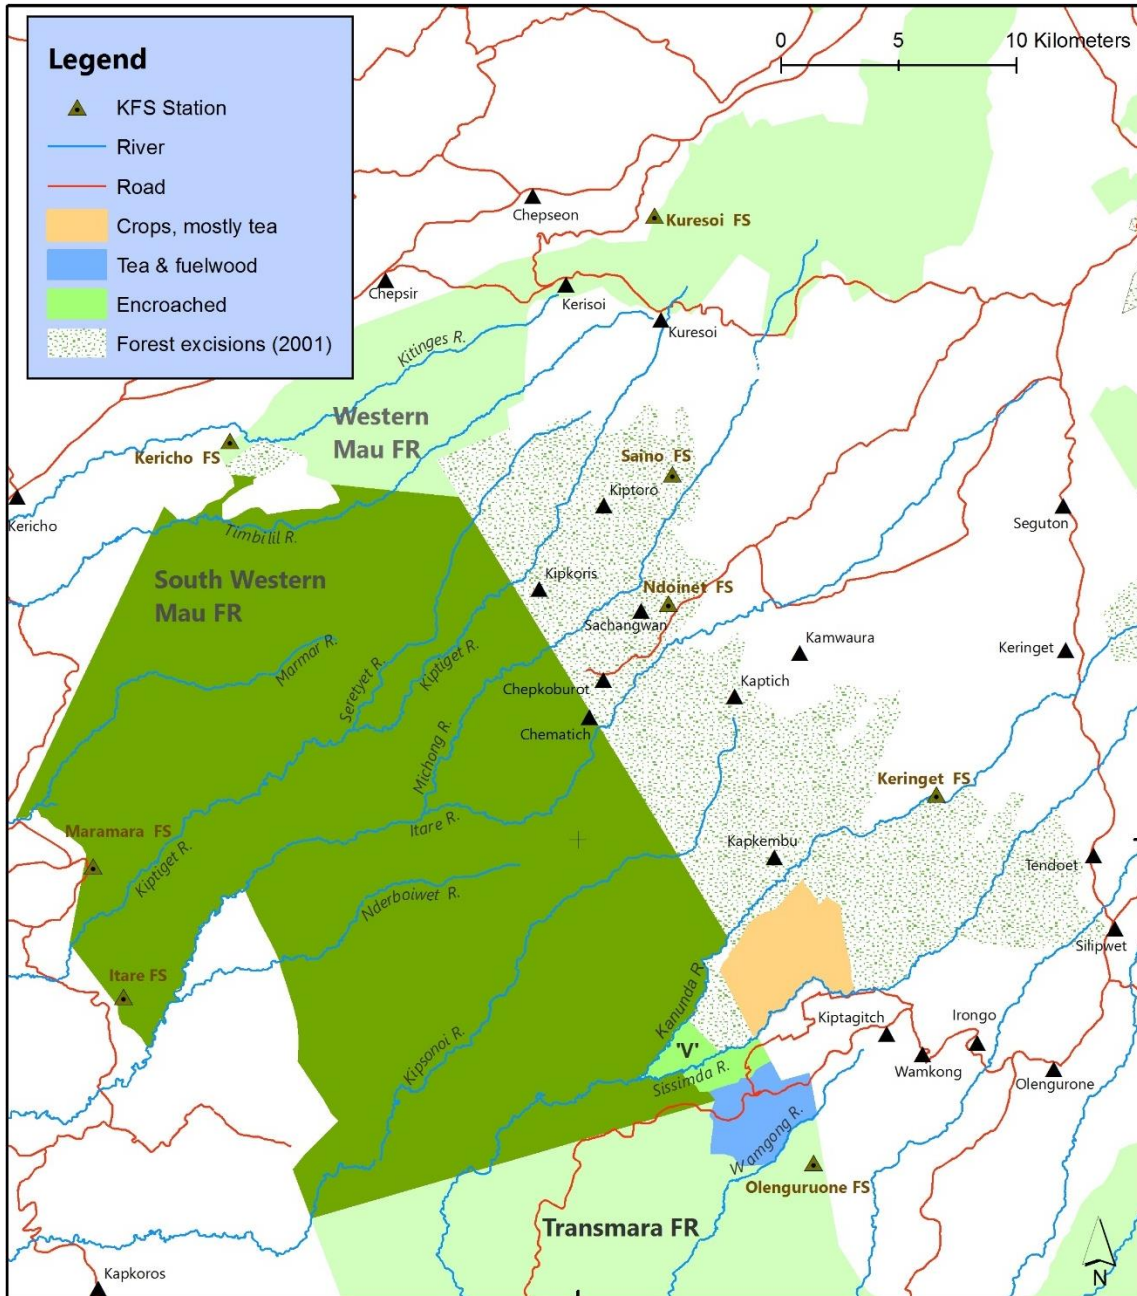 Legend
KFS Station
River
Road
Crops, mostly tea
Tea & fuelwood
Encroached
Forest excisions (2001)
0 5 10 Kilometers
Chepseon
Kuresoi FS
Chepsir
Kerisoi
Kuresoi
Kitinges R.
Western
Mau FR
Kericho FS
Saino FS
Kiptoro
Kericho
Seguton
Timbilil R.
South Western
Mau FR
Kipkoris
Ndoinet FS
Sachangwan
Kamwaura
Keringet
Marmar R.
Seretyet R.
Kiptiget R.
Chepkoburot
Kaptich
Chematich
Michong R.
Keringet FS
Itare R.
Maramara FS
Kiptiget R.
Kapkembu
Tendoet
Nderboiwet R.
Silipwet
Itare FS
Kanunda R.
Kiptagitch
Irongo
Kipsonoi R.
'V'
Wamkong
Olengurone
Sissimda R.
Wamgong R.
Olenguruone FS
Transmara FR
Kapkoros
N